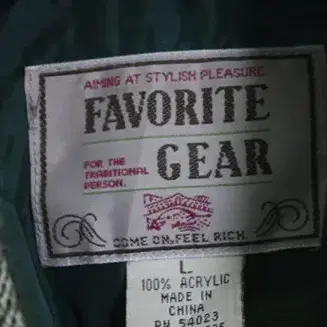 AIMING AT STYLISH PLEASURE.
FAVORITE
FOR THE
TRADITIONAL
PERSON.
GEAR
COME ON, FEEL RICH.
L
100% ACRYLIC
MADE IN
CHINA
RN 54023